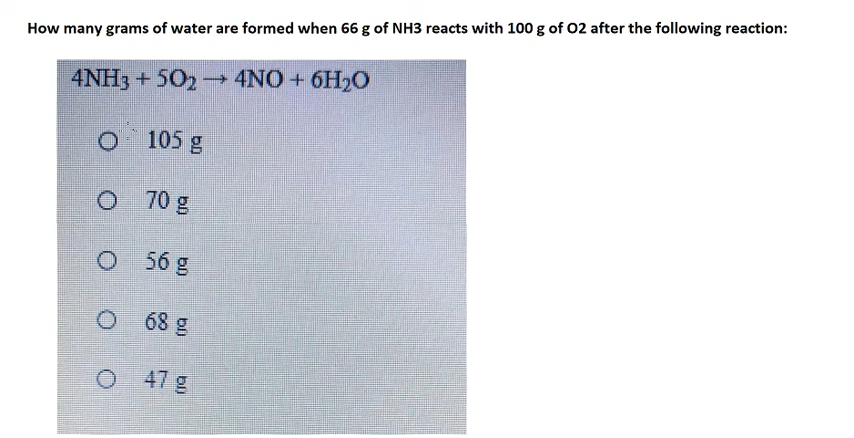 How many grams of water are formed when 66 g of NH3 reacts with 100 g of O2 after the following reaction:
4NH₃ + 5O₂ → 4NO + 6H₂O
105 g
70 g
56 g
68 g
47 g